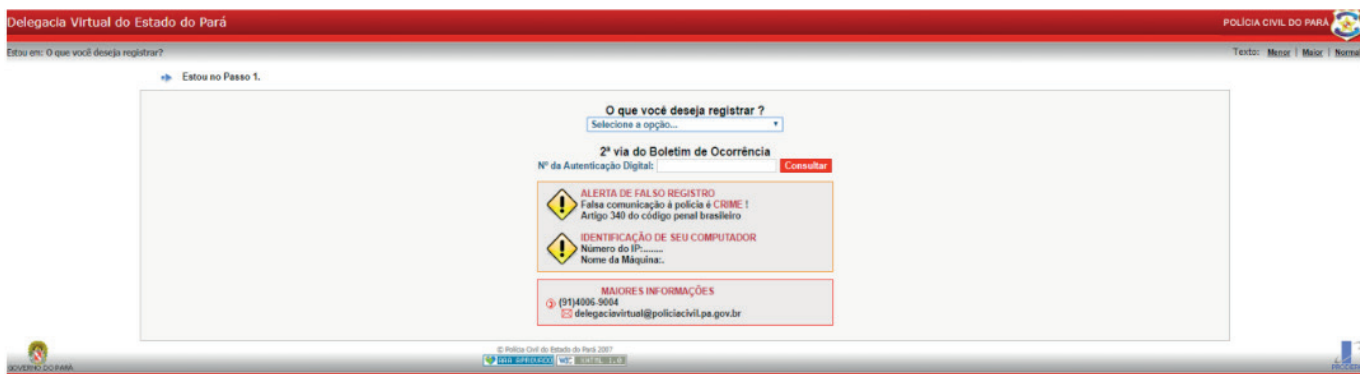 Delegacia Virtual do Estado do Pará
POLÍCIA CIVIL DO PARÁ
Estou em: O que você deseja registrar?
Texto: Menor | Maior | Normal
Estou no Passo 1.
O que você deseja registrar ?
Selecione a opção...
2ª via do Boletim de Ocorrência
Nº da Autenticação Digital:
Consultar
ALERTA DE FALSO REGISTRO
Falsa comunicação à polícia é CRIME !
Artigo 340 do código penal brasileiro
IDENTIFICAÇÃO DE SEU COMPUTADOR
Número do IP:........
Nome da Máquina:.
MAIORES INFORMAÇÕES
(91)4006-9004
delegaciavirtual@policiacivil.pa.gov.br
© Polícia Civil do Estado do Pará 2007
W3C XHTML 1.0
GOVERNO DO PARÁ